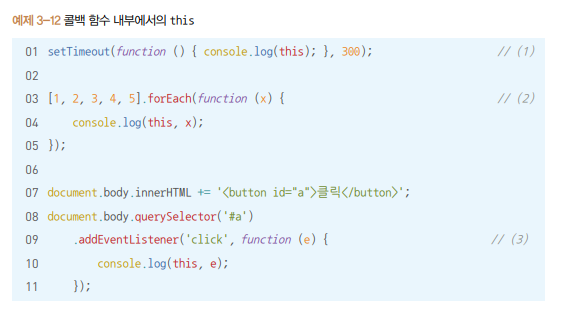 예제 3-12 콜백 함수 내부에서의 this
01 setTimeout(function () { console.log(this); }, 300); // (1)
02
03 [1, 2, 3, 4, 5].forEach(function (x) { // (2)
04 console.log(this, x);
05 });
06
07 document.body.innerHTML += '<button id="a">클릭</button>';
08 document.body.querySelector('#a')
09 .addEventListener('click', function (e) { // (3)
10 console.log(this, e);
11 });